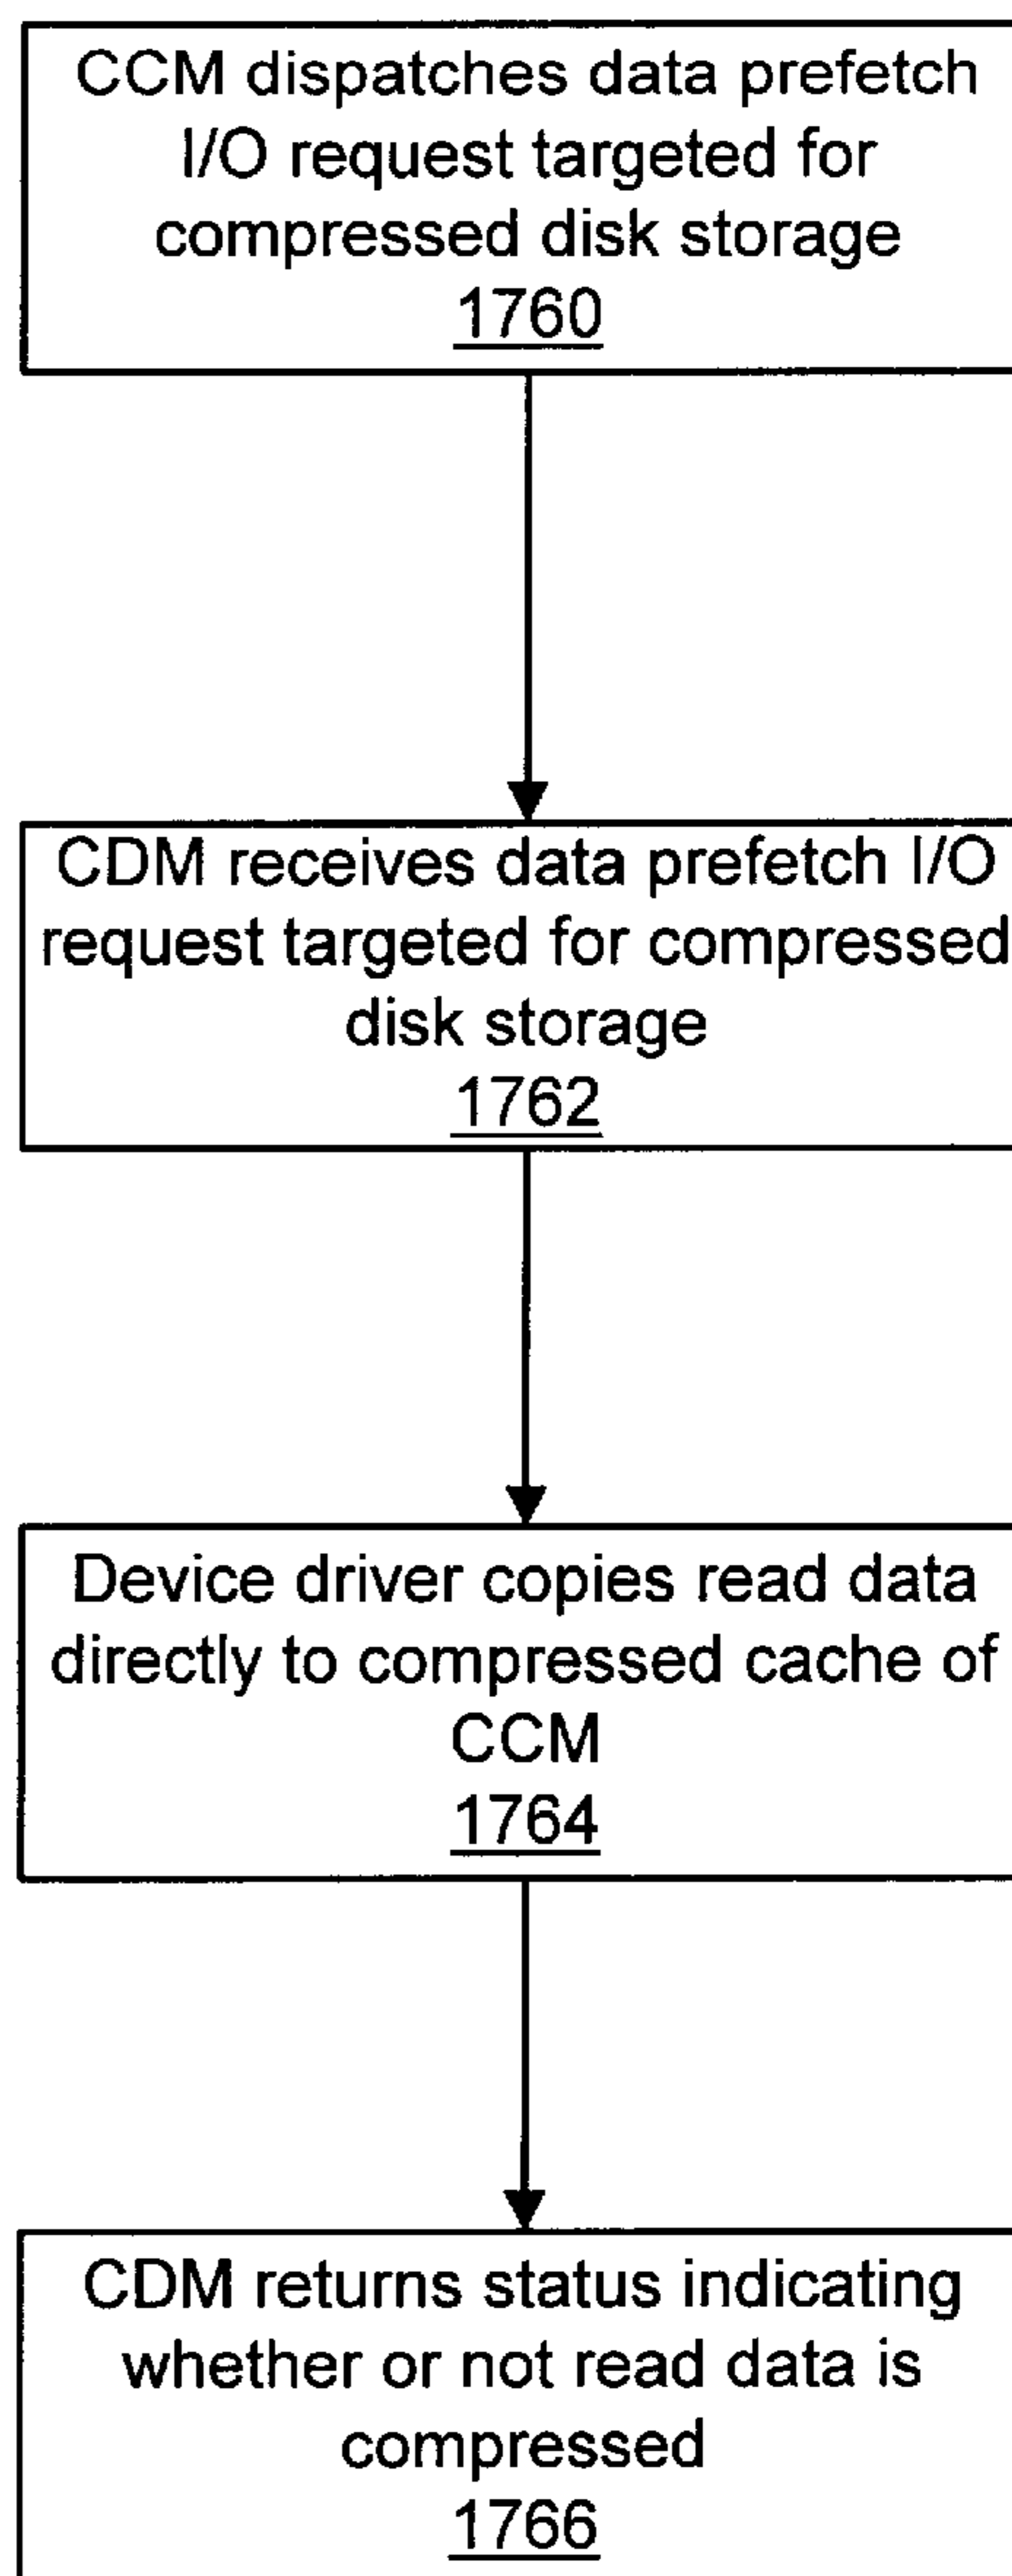 CCM dispatches data prefetch
I/O request targeted for
compressed disk storage
1760
CDM receives data prefetch I/O
request targeted for compressed
disk storage
1762
Device driver copies read data
directly to compressed cache of
CCM
1764
CDM returns status indicating
whether or not read data is
compressed
1766